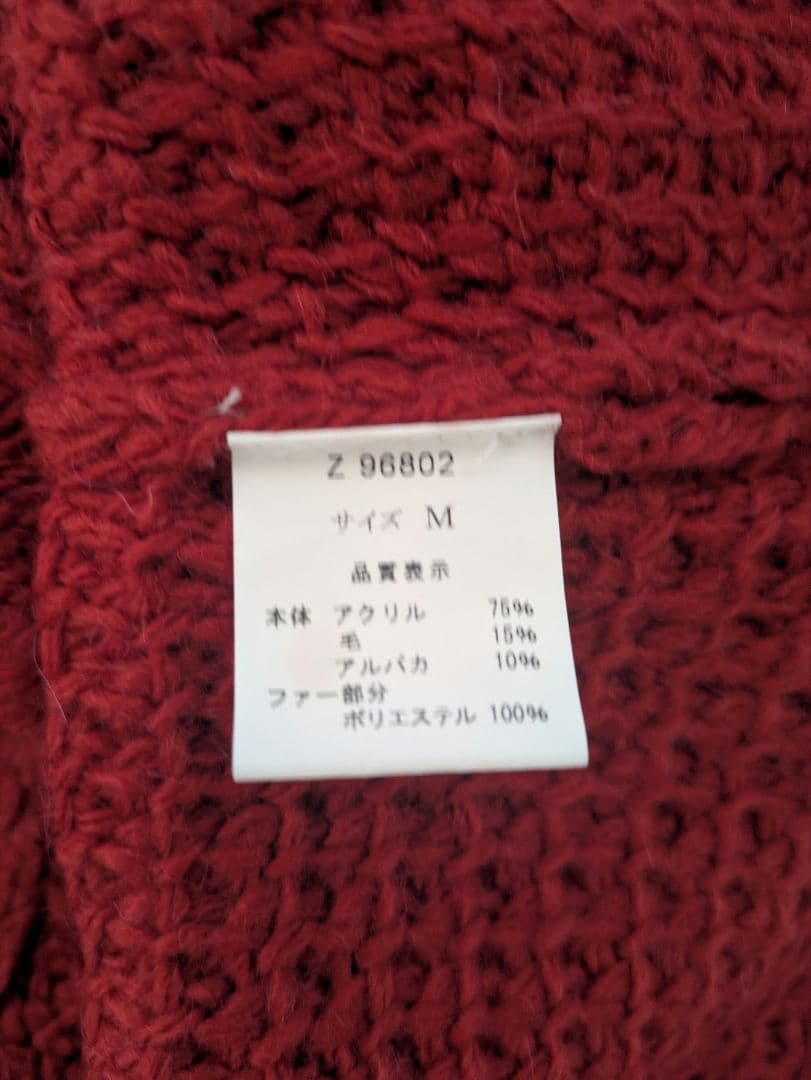 Z 96802
サイズ M
品質表示
本体 アクリル 75%
毛 15%
アルパカ 10%
ファー部分
ポリエステル 100%